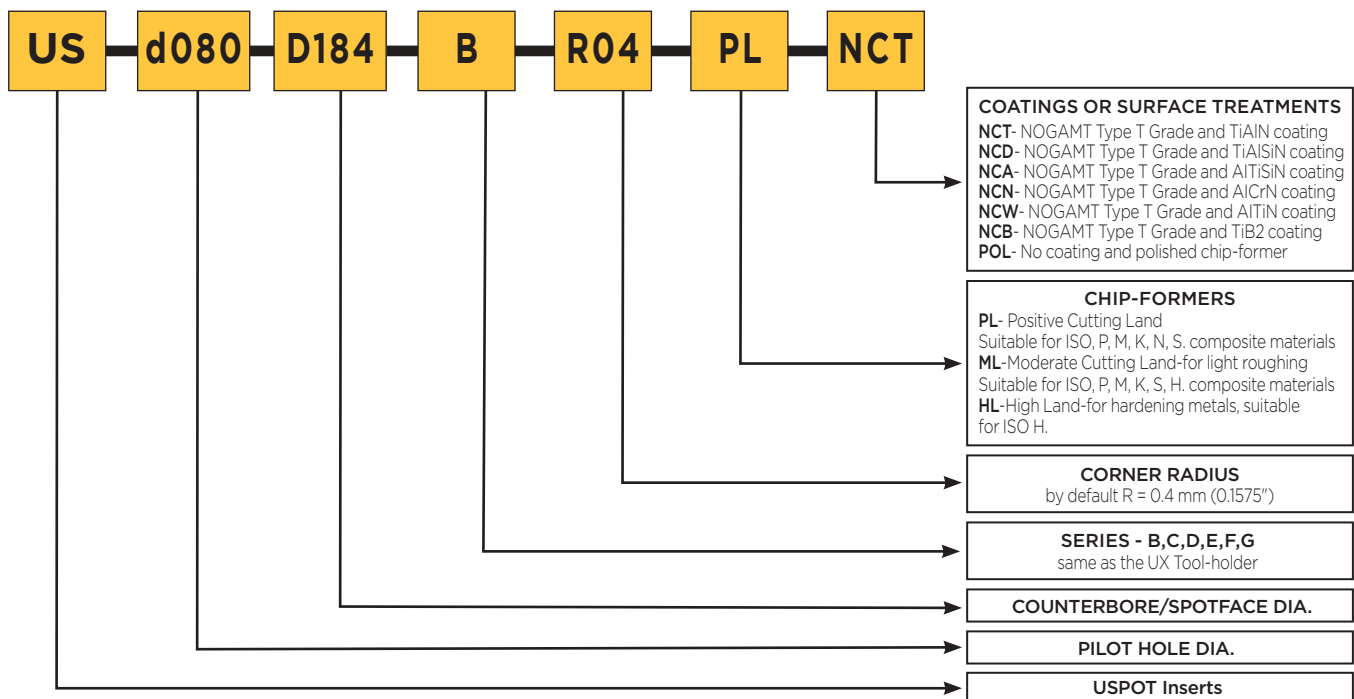 US d080 D184 B R04 PL NCT
COATINGS OR SURFACE TREATMENTS
NCT- NOGAMT Type T Grade and TiAlN coating
NCD- NOGAMT Type T Grade and TiAlSiN coating
NCA- NOGAMT Type T Grade and AlTiSiN coating
NCN- NOGAMT Type T Grade and AlCrN coating
NCW- NOGAMT Type T Grade and AlTiN coating
NCB- NOGAMT Type T Grade and TiB2 coating
POL- No coating and polished chip-former
CHIP-FORMERS
PL- Positive Cutting Land
Suitable for ISO, P, M, K, N, S. composite materials
ML-Moderate Cutting Land-for light roughing
Suitable for ISO, P, M, K, S, H. composite materials
HL-High Land-for hardening metals, suitable
for ISO H.
CORNER RADIUS
by default R = 0.4 mm (0.1575")
SERIES - B,C,D,E,F,G
same as the UX Tool-holder
COUNTERBORE/SPOTFACE DIA.
PILOT HOLE DIA.
USPOT Inserts